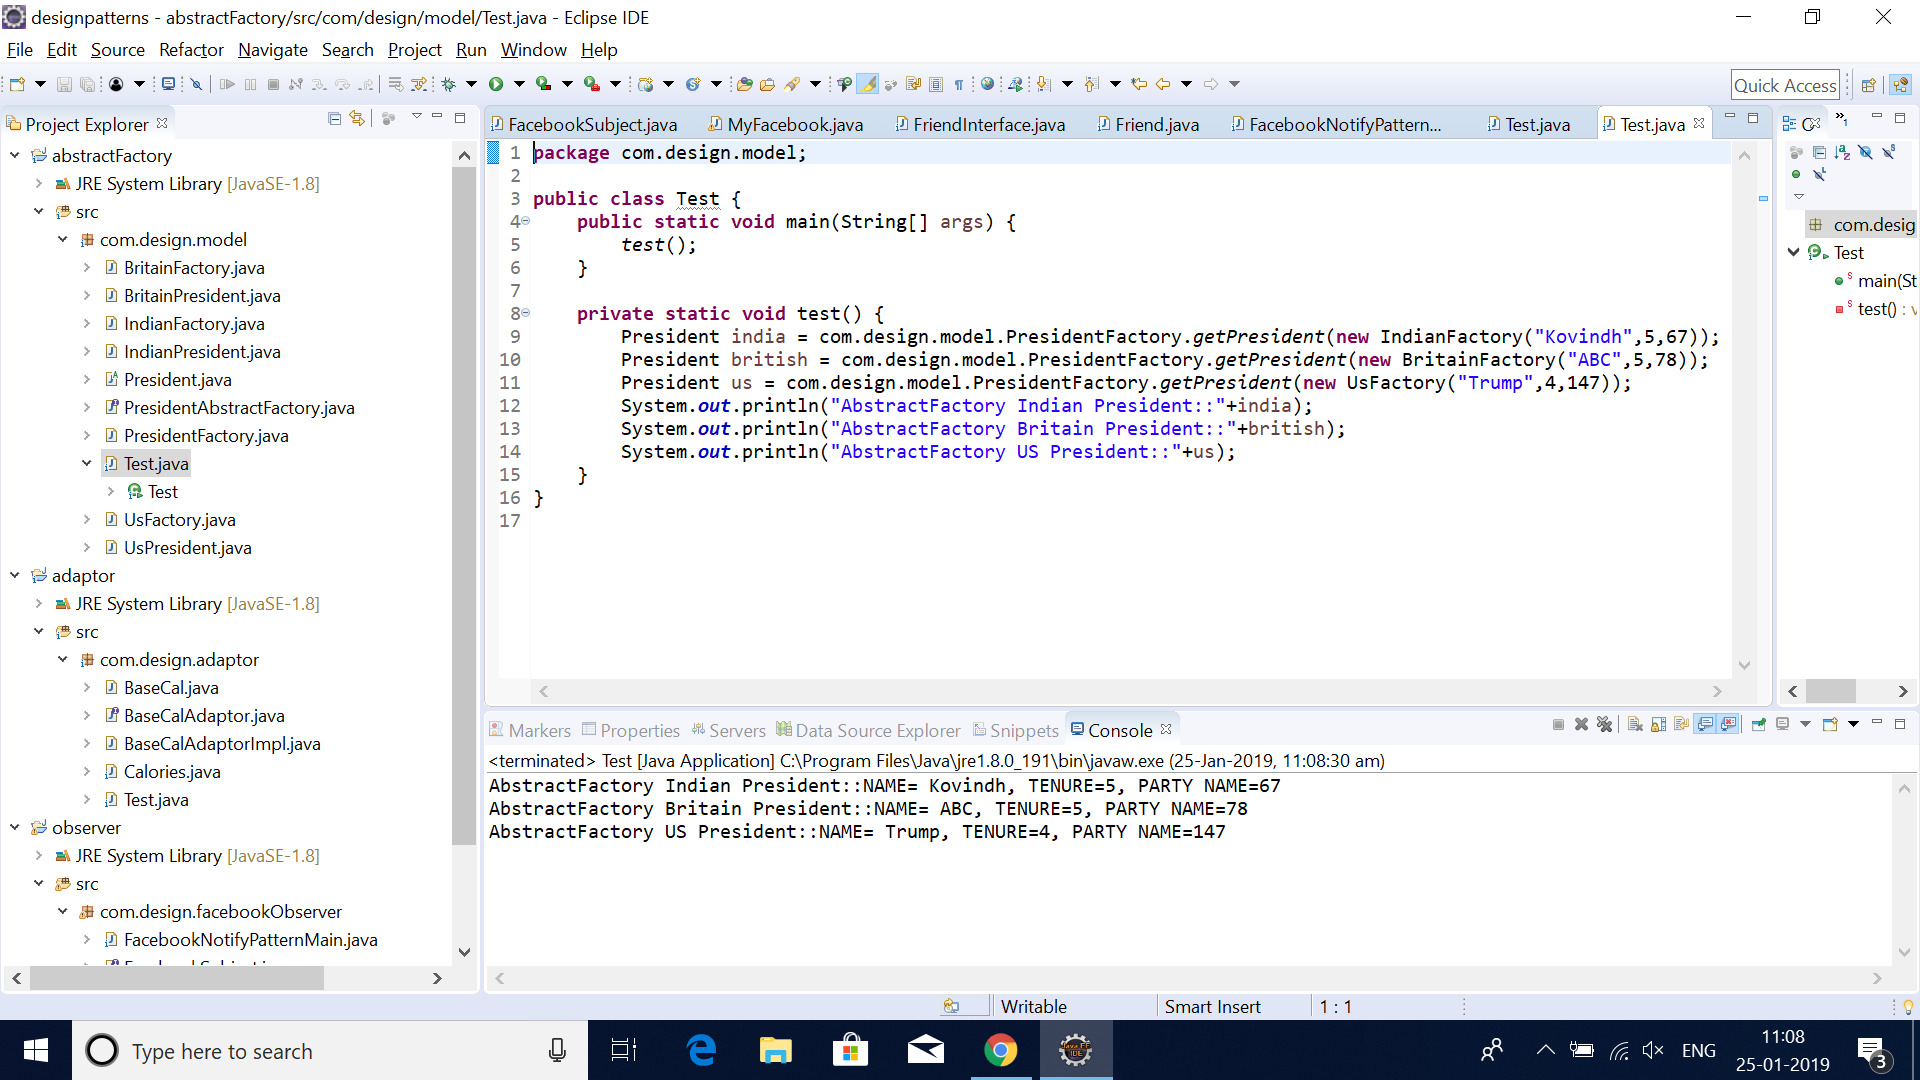 designpatterns - abstractFactory/src/com/design/model/Test.java - Eclipse IDE
File Edit Source Refactor Navigate Search Project Run Window Help
Quick Access
Project Explorer
abstractFactory
JRE System Library [JavaSE-1.8]
src
com.design.model
BritainFactory.java
BritainPresident.java
IndianFactory.java
IndianPresident.java
President.java
PresidentAbstractFactory.java
PresidentFactory.java
Test.java
Test
UsFactory.java
UsPresident.java
adaptor
JRE System Library [JavaSE-1.8]
src
com.design.adaptor
BaseCal.java
BaseCalAdaptor.java
BaseCalAdaptorImpl.java
Calories.java
Test.java
observer
JRE System Library [JavaSE-1.8]
src
com.design.facebookObserver
FacebookNotifyPatternMain.java
FacebookSubject.java MyFacebook.java FriendInterface.java Friend.java FacebookNotifyPattern... Test.java Test.java
1 package com.design.model;
2
3 public class Test {
4 public static void main(String[] args) {
5 test();
6 }
7
8 private static void test() {
9 President india = com.design.model.PresidentFactory.getPresident(new IndianFactory("Kovindh",5,67));
10 President british = com.design.model.PresidentFactory.getPresident(new BritainFactory("ABC",5,78));
11 President us = com.design.model.PresidentFactory.getPresident(new UsFactory("Trump",4,147));
12 System.out.println("AbstractFactory Indian President::"+india);
13 System.out.println("AbstractFactory Britain President::"+british);
14 System.out.println("AbstractFactory US President::"+us);
15 }
16 }
17
com.desig
Test
main(St
test() : v
Markers Properties Servers Data Source Explorer Snippets Console
<terminated> Test [Java Application] C:\Program Files\Java\jre1.8.0_191\bin\javaw.exe (25-Jan-2019, 11:08:30 am)
AbstractFactory Indian President::NAME= Kovindh, TENURE=5, PARTY NAME=67
AbstractFactory Britain President::NAME= ABC, TENURE=5, PARTY NAME=78
AbstractFactory US President::NAME= Trump, TENURE=4, PARTY NAME=147
Writable Smart Insert 1 : 1
Type here to search
ENG
11:08
25-01-2019
3